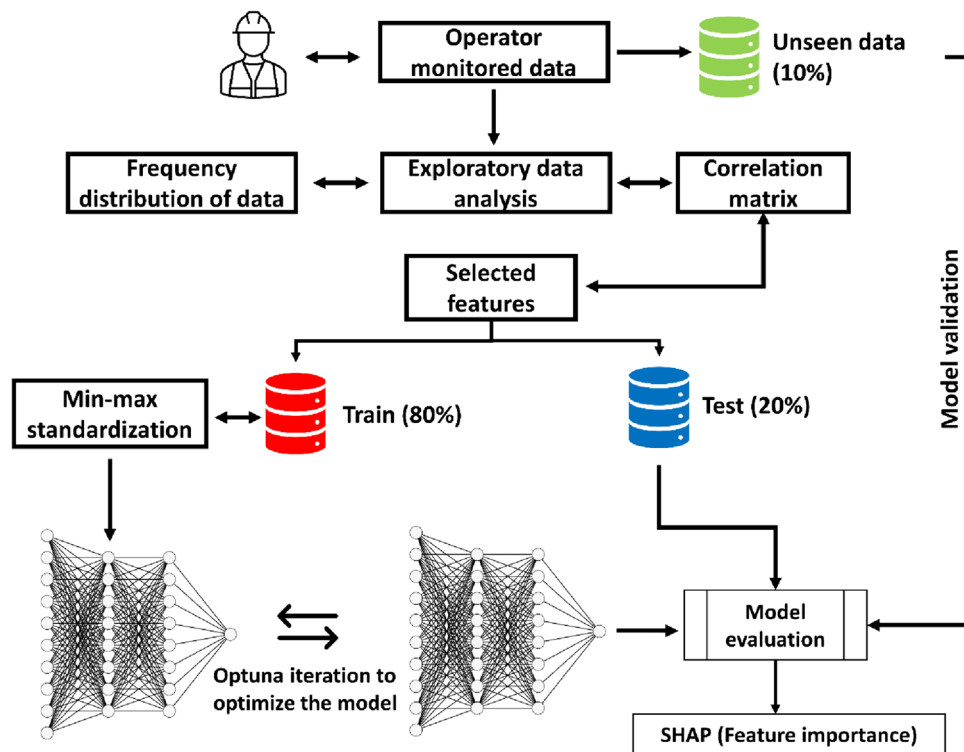 Operator
monitored data
Unseen data
(10%)
Frequency
distribution of data
Exploratory data
analysis
Correlation
matrix
Selected
features
Model validation
Min-max
standardization
Train (80%)
Test (20%)
Optuna iteration to
optimize the model
Model
evaluation
SHAP (Feature importance)